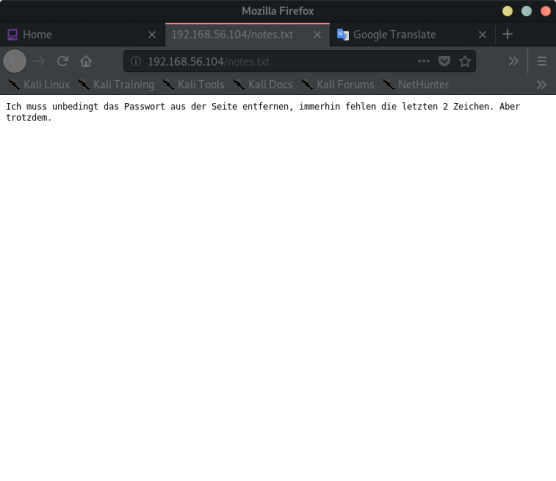 Mozilla Firefox
Home
192.168.56.104/notes.txt
Google Translate
192.168.56.104/notes.txt
Kali Linux
Kali Training
Kali Tools
Kali Docs
Kali Forums
NetHunter
Ich muss unbedingt das Passwort aus der Seite entfernen, immerhin fehlen die letzten 2 Zeichen. Aber
trotzdem.